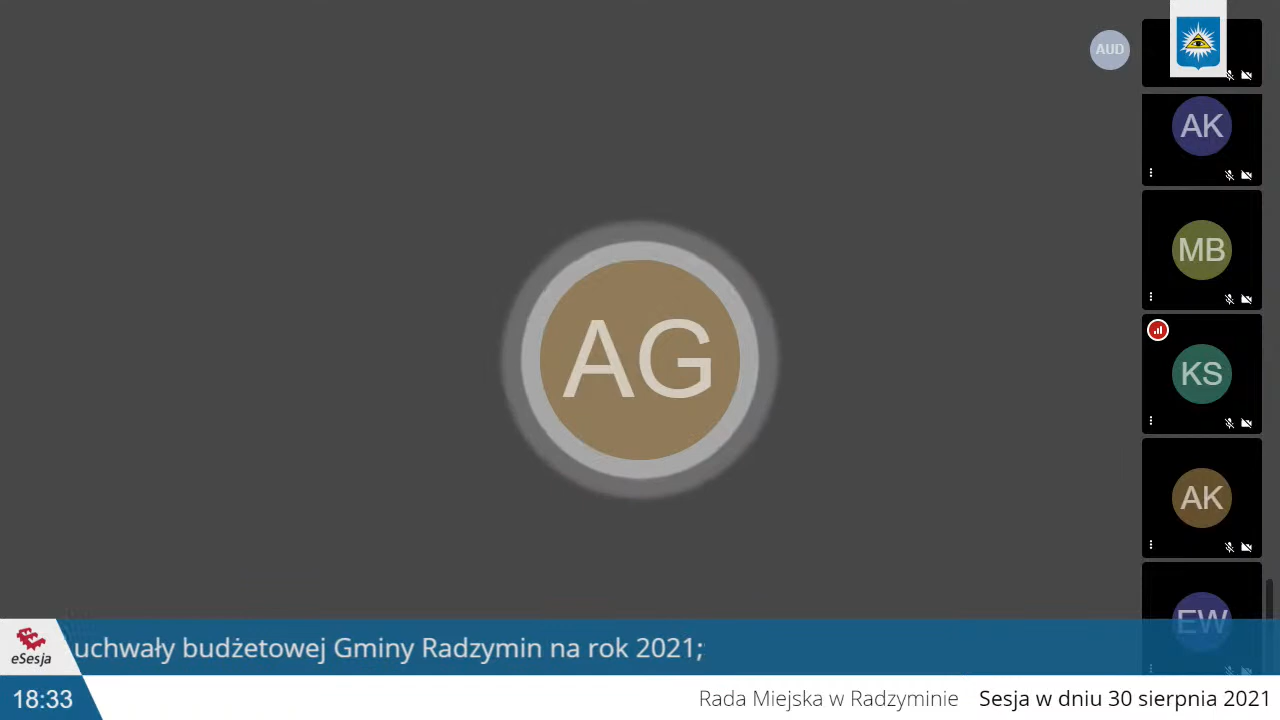 AUD
AK
MB
AG
KS
AK
EW
uchwały budżetowej Gminy Radzymin na rok 2021;
eSesja
18:33
Rada Miejska w Radzyminie Sesja w dniu 30 sierpnia 2021